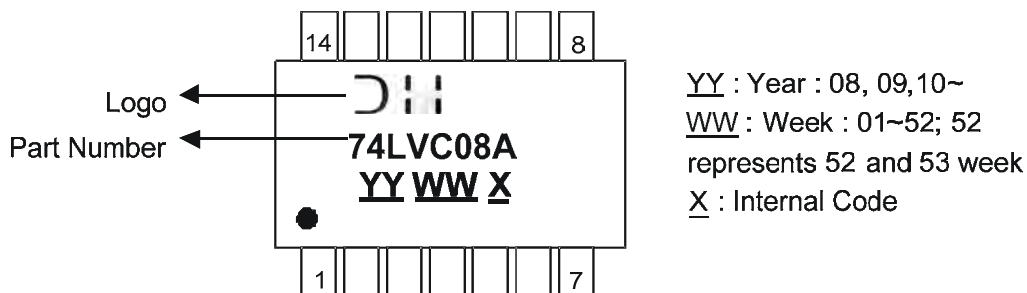 14 8
Logo
Part Number
74LVC08A
YY WW X
1 7
YY : Year : 08, 09,10~
WW : Week : 01~52; 52
represents 52 and 53 week
X : Internal Code